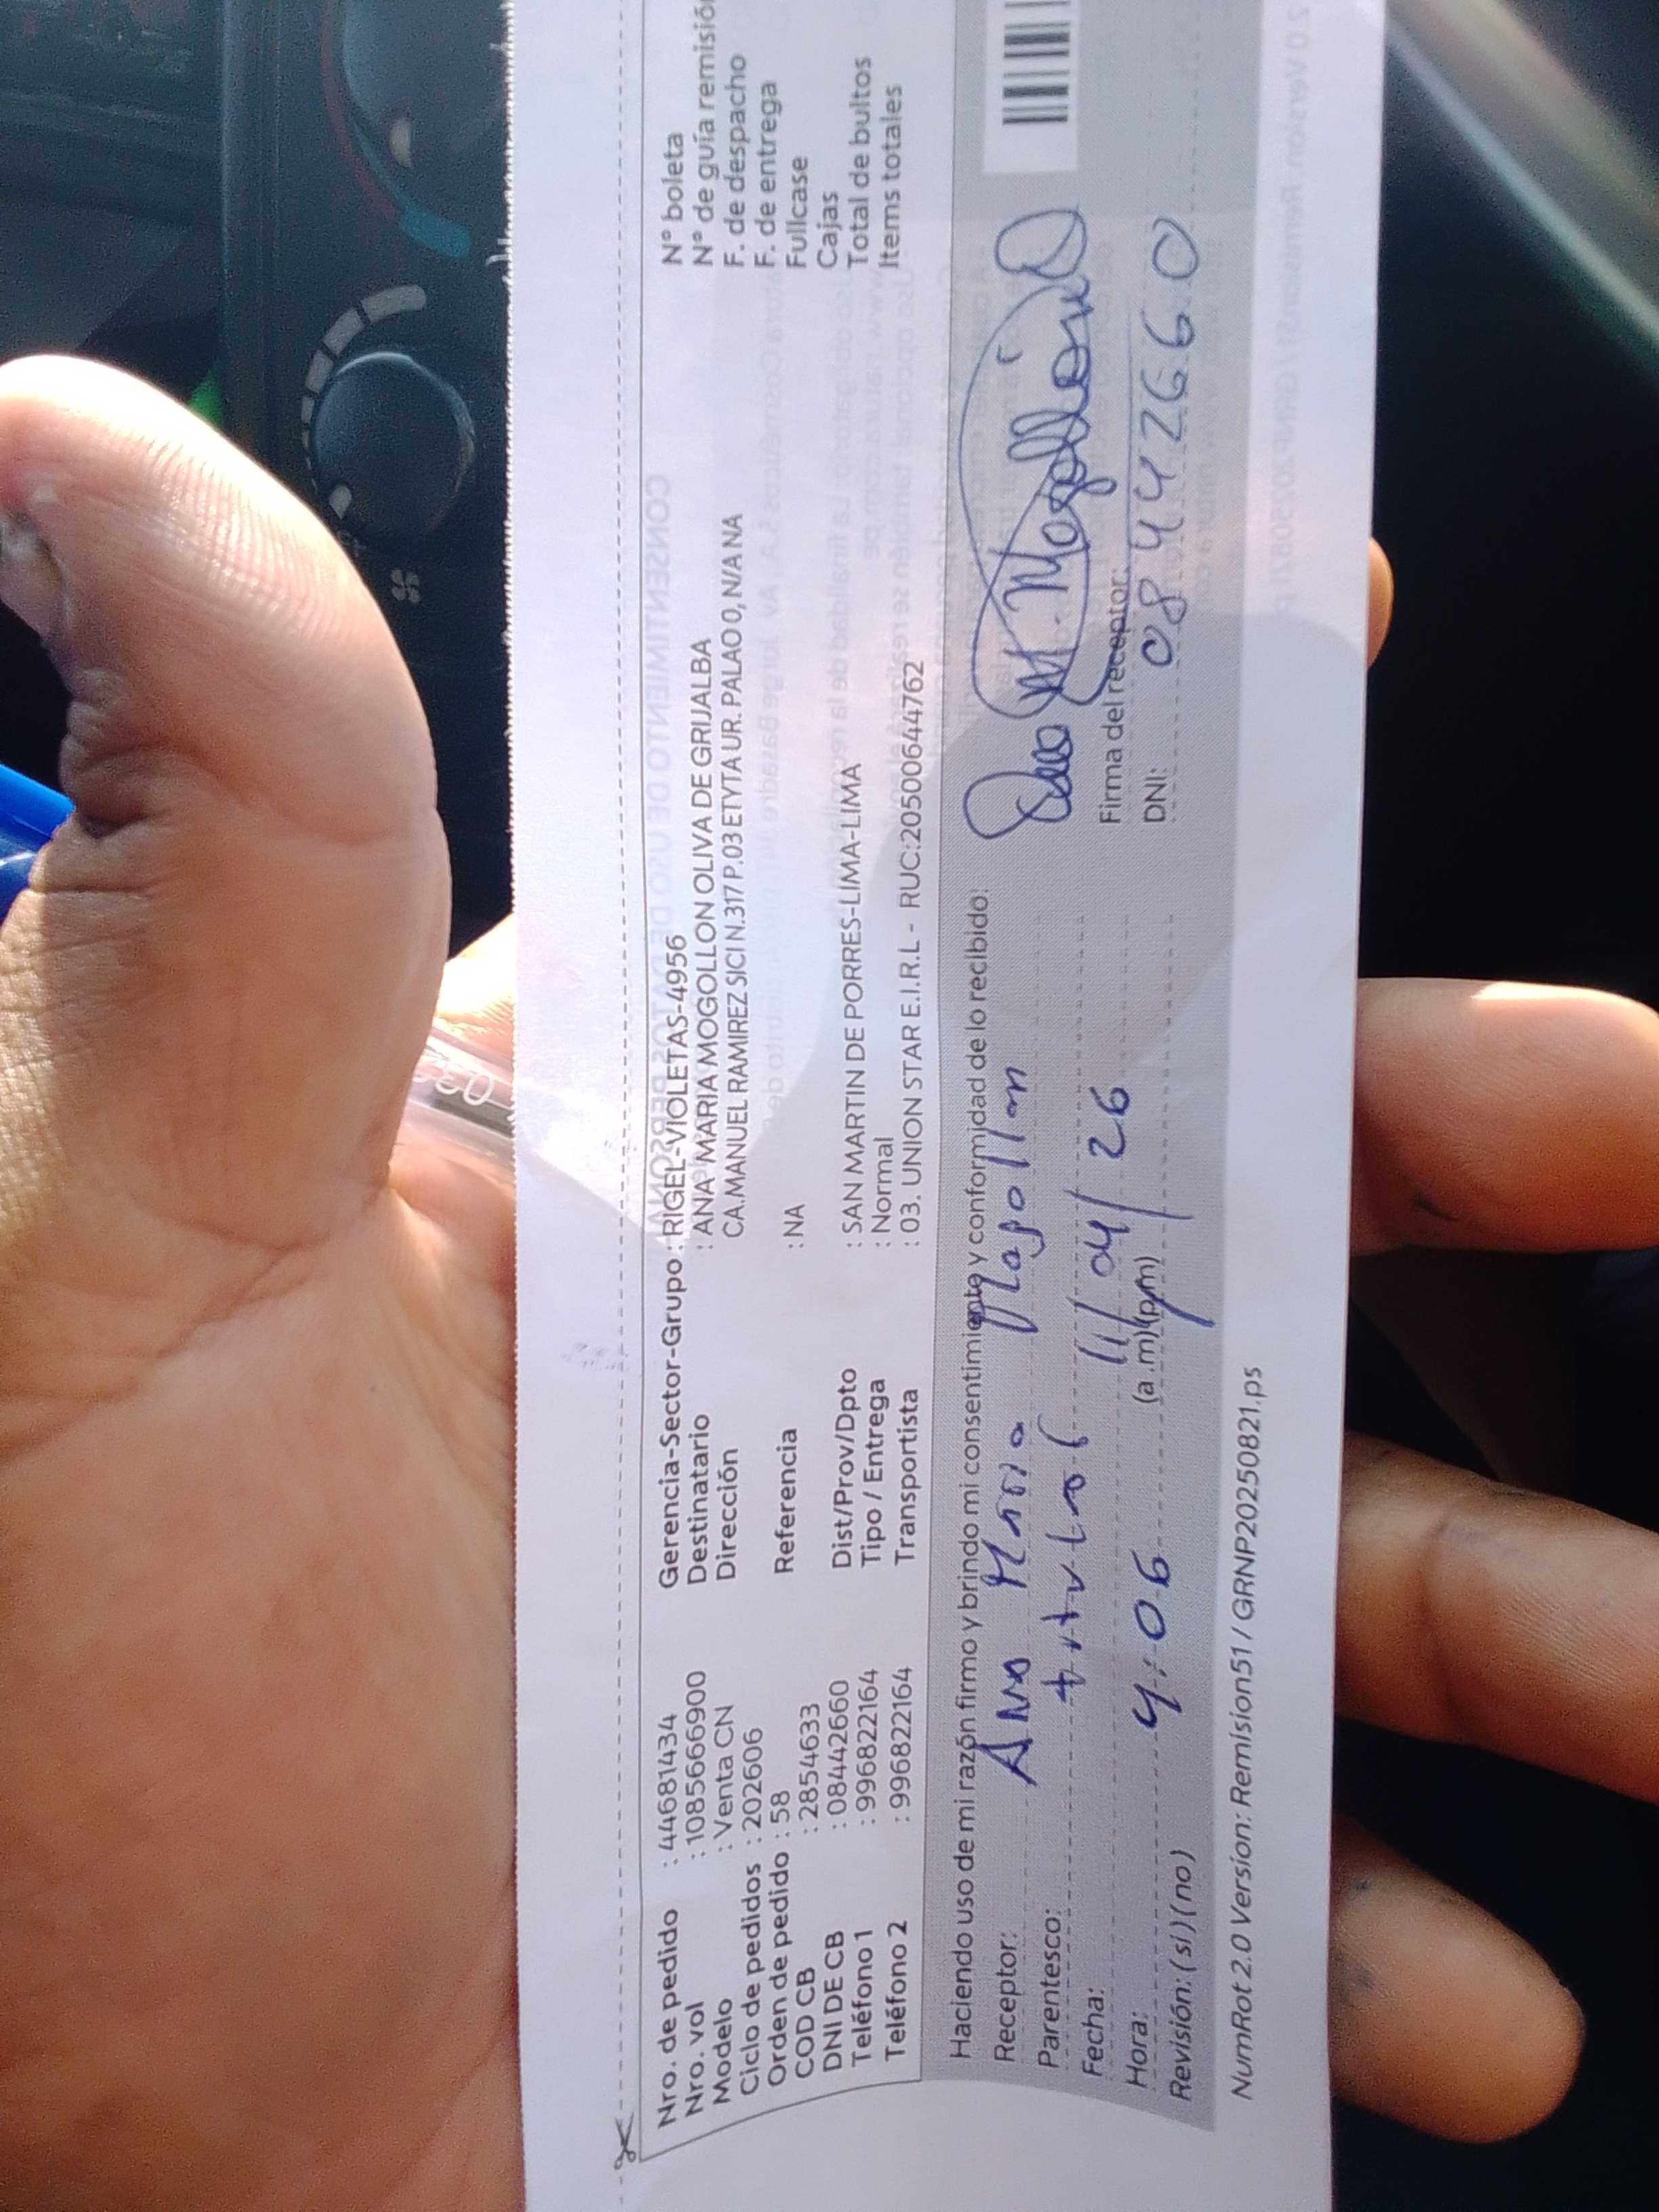 Nro. de pedido : 44681434
Nro. vol : 1085666900
Modelo : Venta CN
Ciclo de pedidos : 202606
Orden de pedido : 58
COD CB : 2854633
DNI DE CB : 08442660
Teléfono 1 : 996822164
Teléfono 2 : 996822164
Gerencia-Sector-Grupo : RIGEL-VIOLETAS-4956
Destinatario : ANA MARIA MOGOLLON OLIVA DE GRIJALBA
Dirección CA.MANUEL RAMIREZ SICI N.317 P.03 ETYTA UR. PALAO 0, N/A NA
Referencia : NA
Dist/Prov/Dpto : SAN MARTIN DE PORRES-LIMA-LIMA
Tipo / Entrega : Normal
Transportista : 03. UNION STAR E.I.R.L - RUC:20500644762
N° boleta
N° de guía remisión
F. de despacho
F. de entrega
Fullcase
Cajas
Total de bultos
Items totales
Haciendo uso de mi razón firmo y brindo mi consentimiento y conformidad de lo recibido:
Receptor: Ana Maria Mogollon
Parentesco: titular
Fecha: 11/04/26
Hora: 4:06 (a.m)(pm)
Revisión: (si) (no)
Mogollón
Firma del receptor:
DNI: 08442660
NumRot 2.0 Version: Remision51 / GRNP20250821.ps